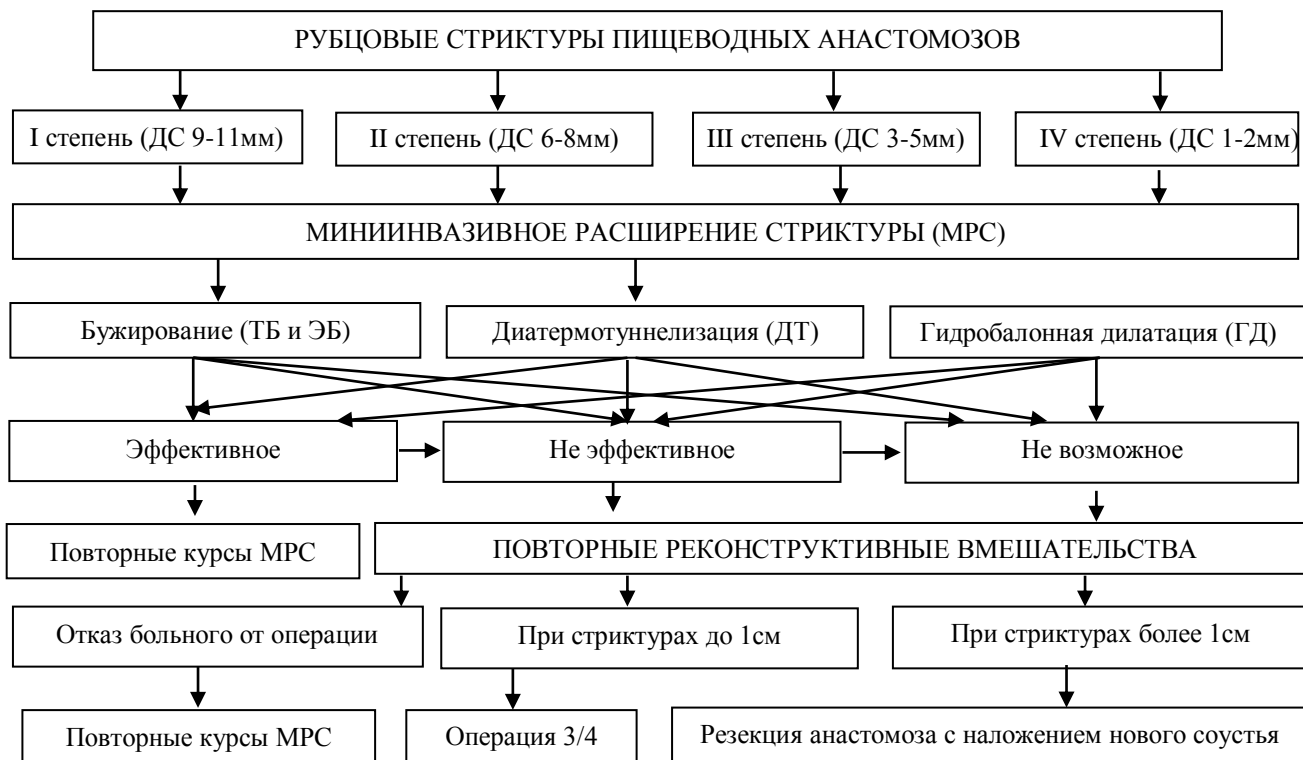 РУБЦОВЫЕ СТРИКТУРЫ ПИЩЕВОДНЫХ АНАСТОМОЗОВ
I степень (ДС 9-11мм)
II степень (ДС 6-8мм)
III степень (ДС 3-5мм)
IV степень (ДС 1-2мм)
МИНИИНВАЗИВНОЕ РАСШИРЕНИЕ СТРИКТУРЫ (МРС)
Бужирование (ТБ и ЭБ)
Диатермотуннелизация (ДТ)
Гидробалонная дилатация (ГД)
Эффективное
Не эффективное
Не возможное
Повторные курсы МРС
ПОВТОРНЫЕ РЕКОНСТРУКТИВНЫЕ ВМЕШАТЕЛЬСТВА
Отказ больного от операции
При стриктурах до 1см
При стриктурах более 1см
Повторные курсы МРС
Операция 3/4
Резекция анастомоза с наложением нового соустья